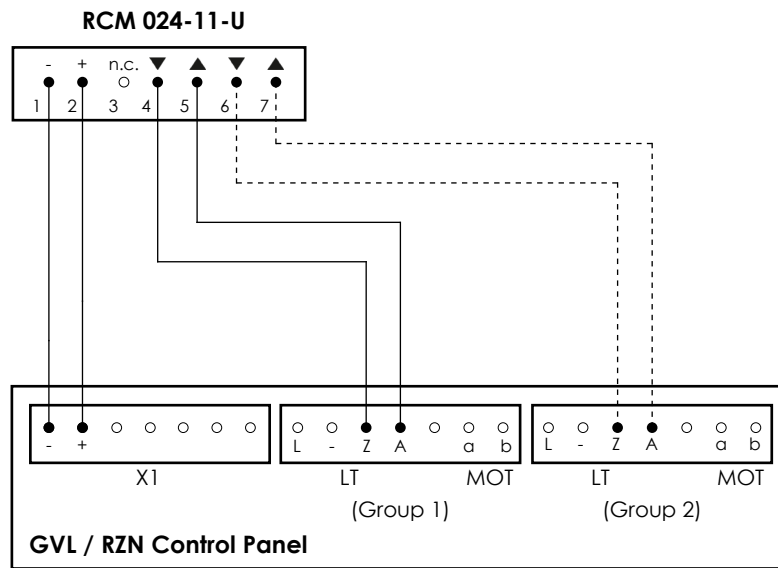 RCM 024-11-U
- + n.c. ▼ ▲ ▼ ▲
1 2 3 4 5 6 7
- +
L - Z A a b
L - Z A a b
X1
LT MOT
LT MOT
(Group 1)
(Group 2)
GVL / RZN Control Panel